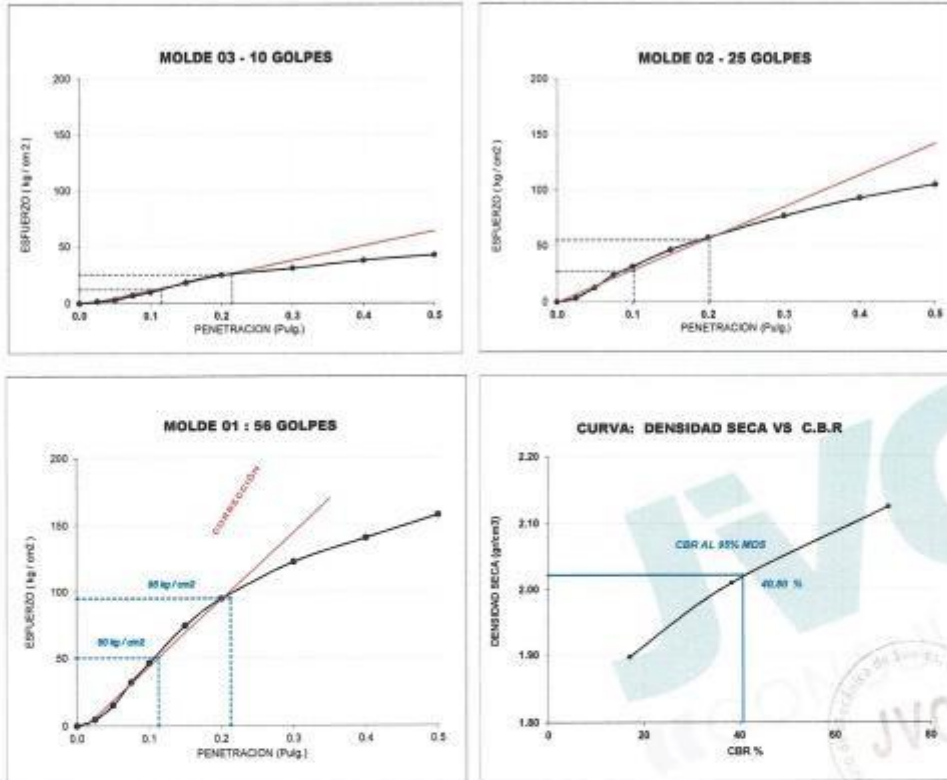 MOLDE 03 - 10 GOLPES
200
150
100
50
0
ESFUERZO ( kg / cm 2 )
0.0 0.1 0.2 0.3 0.4 0.5
PENETRACION (Pulg.)
MOLDE 02 - 25 GOLPES
200
150
100
50
0
ESFUERZO ( kg / cm2 )
0.0 0.1 0.2 0.3 0.4 0.5
PENETRACION (Pulg.)
MOLDE 01 : 56 GOLPES
200
150
100
50
0
ESFUERZO ( kg / cm2 )
CORRECCIÓN
95 kg / cm2
50 kg / cm2
0.0 0.1 0.2 0.3 0.4 0.5
PENETRACION (Pulg.)
CURVA: DENSIDAD SECA VS C.B.R
2.20
2.10
2.00
1.90
1.80
DENSIDAD SECA (gr/cm3)
CBR AL 95% MDS
40.80 %
0 20 40 60 80
CBR %
JVC
JVC